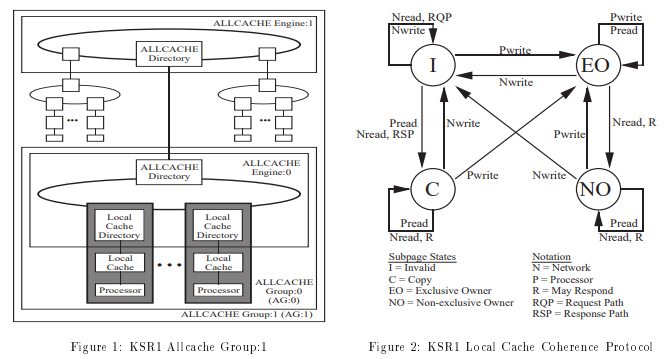 ALLCACHE Engine:1
ALLCACHE
Directory
•••
•••
ALLCACHE
Directory
ALLCACHE
Engine:0
Local
Cache
Directory
Local
Cache
Directory
Local
Cache
Local
Cache
•••
Processor
Processor
ALLCACHE
Group:0
(AG:0)
ALLCACHE Group:1 (AG:1)
Figure 1: KSR1 Allcache Group:1
Nread, RQP
Nwrite
Pwrite
Pread
I
Pwrite
EO
Nwrite
Pread
Nread, RSP
Nwrite
Pwrite
Nread, R
Pwrite
Nwrite
C
NO
Pread
Nread, R
Pread
Nread, R
Subpage States
I = Invalid
C = Copy
EO = Exclusive Owner
NO = Non-exclusive Owner
Notation
N = Network
P = Processor
R = May Respond
RQP = Request Path
RSP = Response Path
Figure 2: KSR1 Local Cache Coherence Protocol